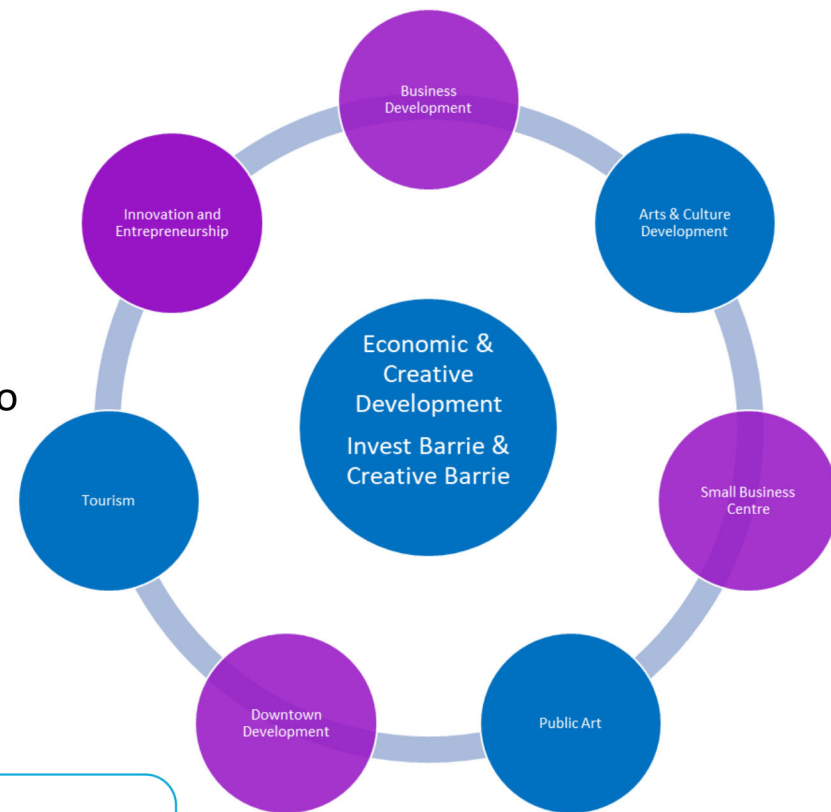 Business
Development
Innovation and
Entrepreneurship
Arts & Culture
Development
Economic &
Creative
Development
Invest Barrie &
Creative Barrie
o
Tourism
Small Business
Centre
Downtown
Development
Public Art